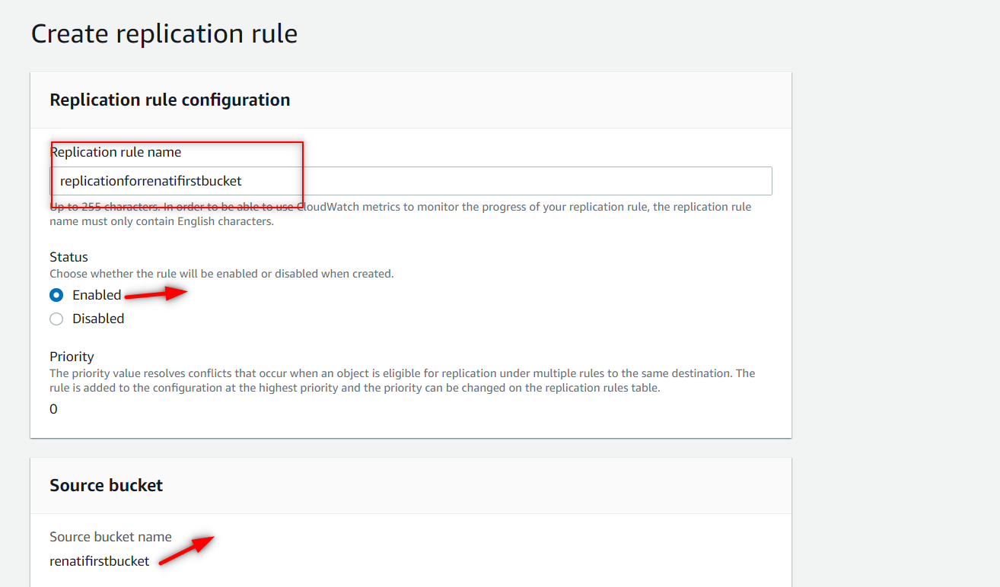 Create replication rule
Replication rule configuration
Replication rule name
replicationforrenatifirstbucket
Up to 255 characters. In order to be able to use CloudWatch metrics to monitor the progress of your replication rule, the replication rule
name must only contain English characters.
Status
Choose whether the rule will be enabled or disabled when created.
Enabled
Disabled
Priority
The priority value resolves conflicts that occur when an object is eligible for replication under multiple rules to the same destination. The
rule is added to the configuration at the highest priority and the priority can be changed on the replication rules table.
0
Source bucket
Source bucket name
renatifirstbucket